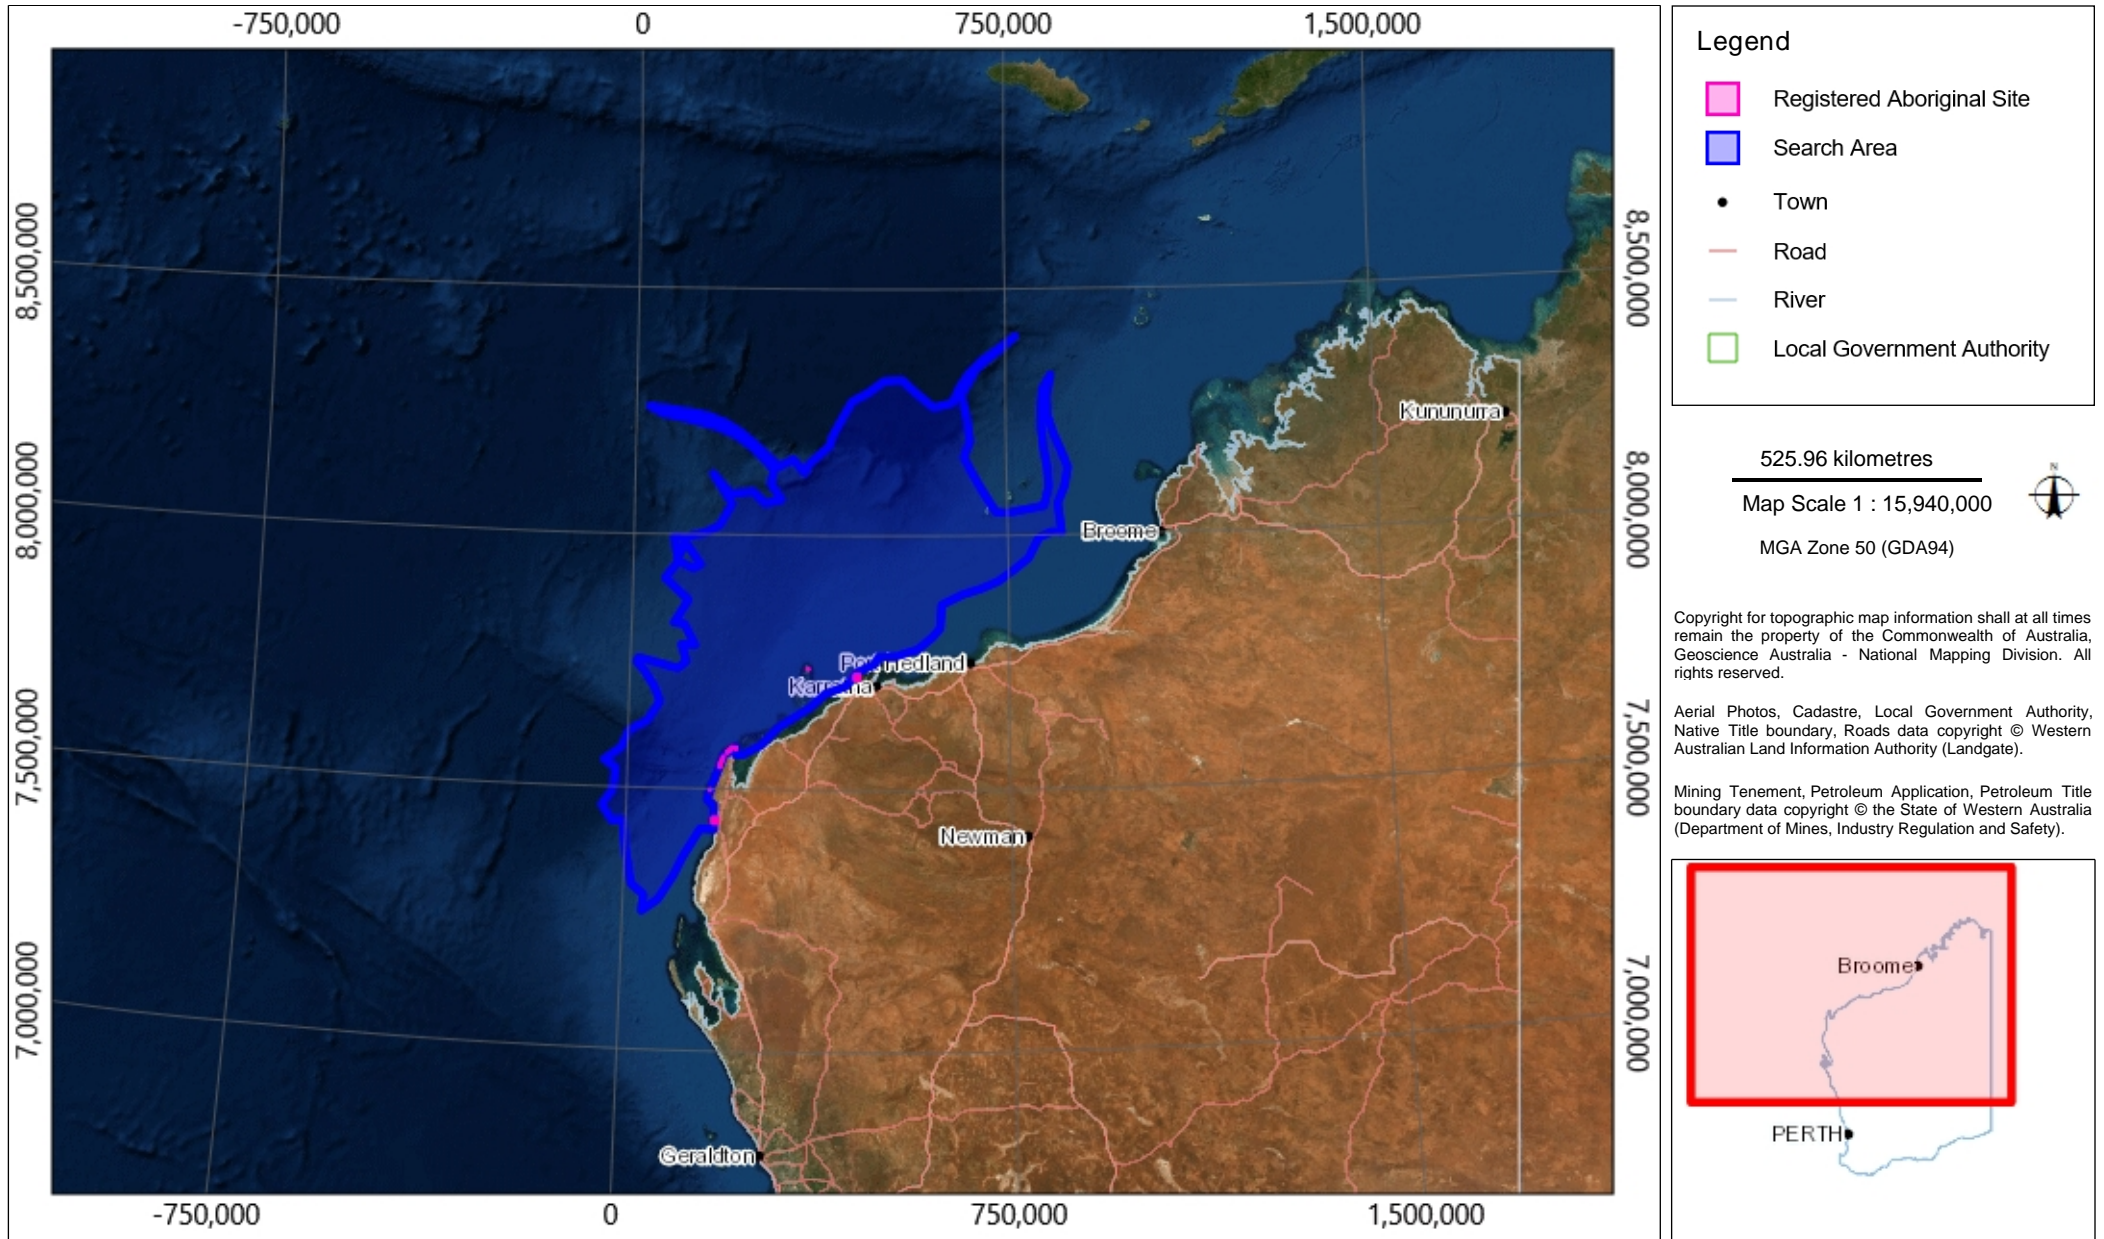 -750,000
0
750,000
1,500,000
8,500,000
8,000,000
7,500,000
7,000,000
8,500,000
8,000,000
7,500,000
7,000,000
Kununurra
Broome
Port Hedland
Karratha
Newman
Geraldton
-750,000
0
750,000
1,500,000
Legend
Registered Aboriginal Site
Search Area
Town
Road
River
Local Government Authority
525.96 kilometres
Map Scale 1 : 15,940,000
MGA Zone 50 (GDA94)
N
Copyright for topographic map information shall at all times
remain the property of the Commonwealth of Australia,
Geoscience Australia - National Mapping Division. All
rights reserved.
Aerial Photos, Cadastre, Local Government Authority,
Native Title boundary, Roads data copyright © Western
Australian Land Information Authority (Landgate).
Mining Tenement, Petroleum Application, Petroleum Title
boundary data copyright © the State of Western Australia
(Department of Mines, Industry Regulation and Safety).
Broome
PERTH